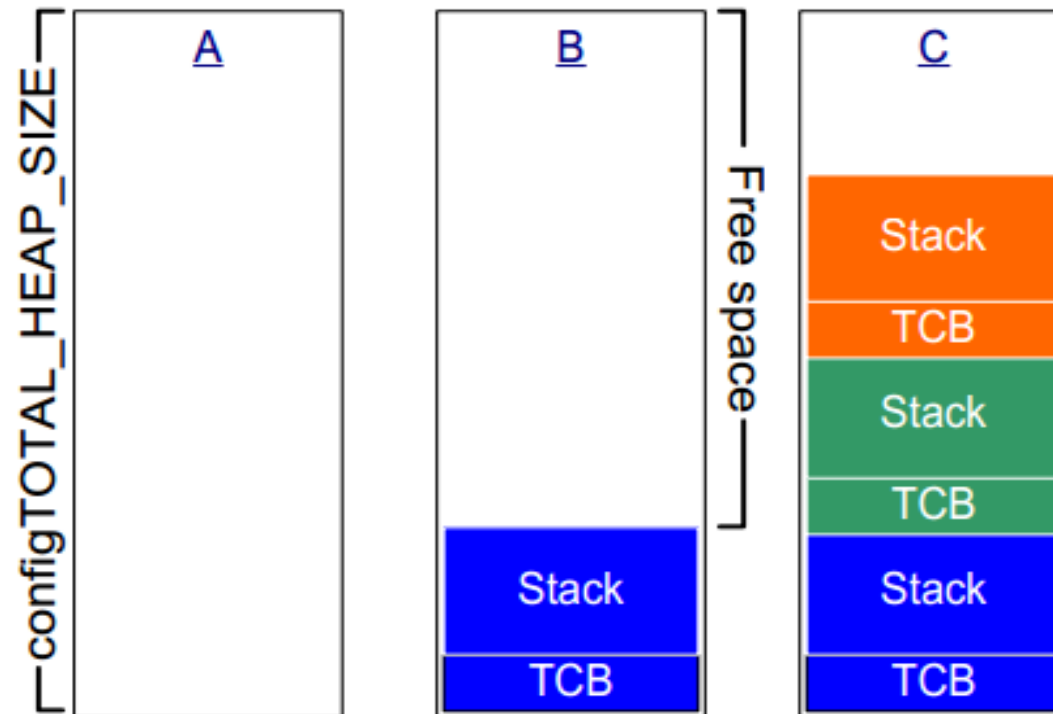 configTOTAL_HEAP_SIZE
A
B
Stack
TCB
Free space
C
Stack
TCB
Stack
TCB
Stack
TCB